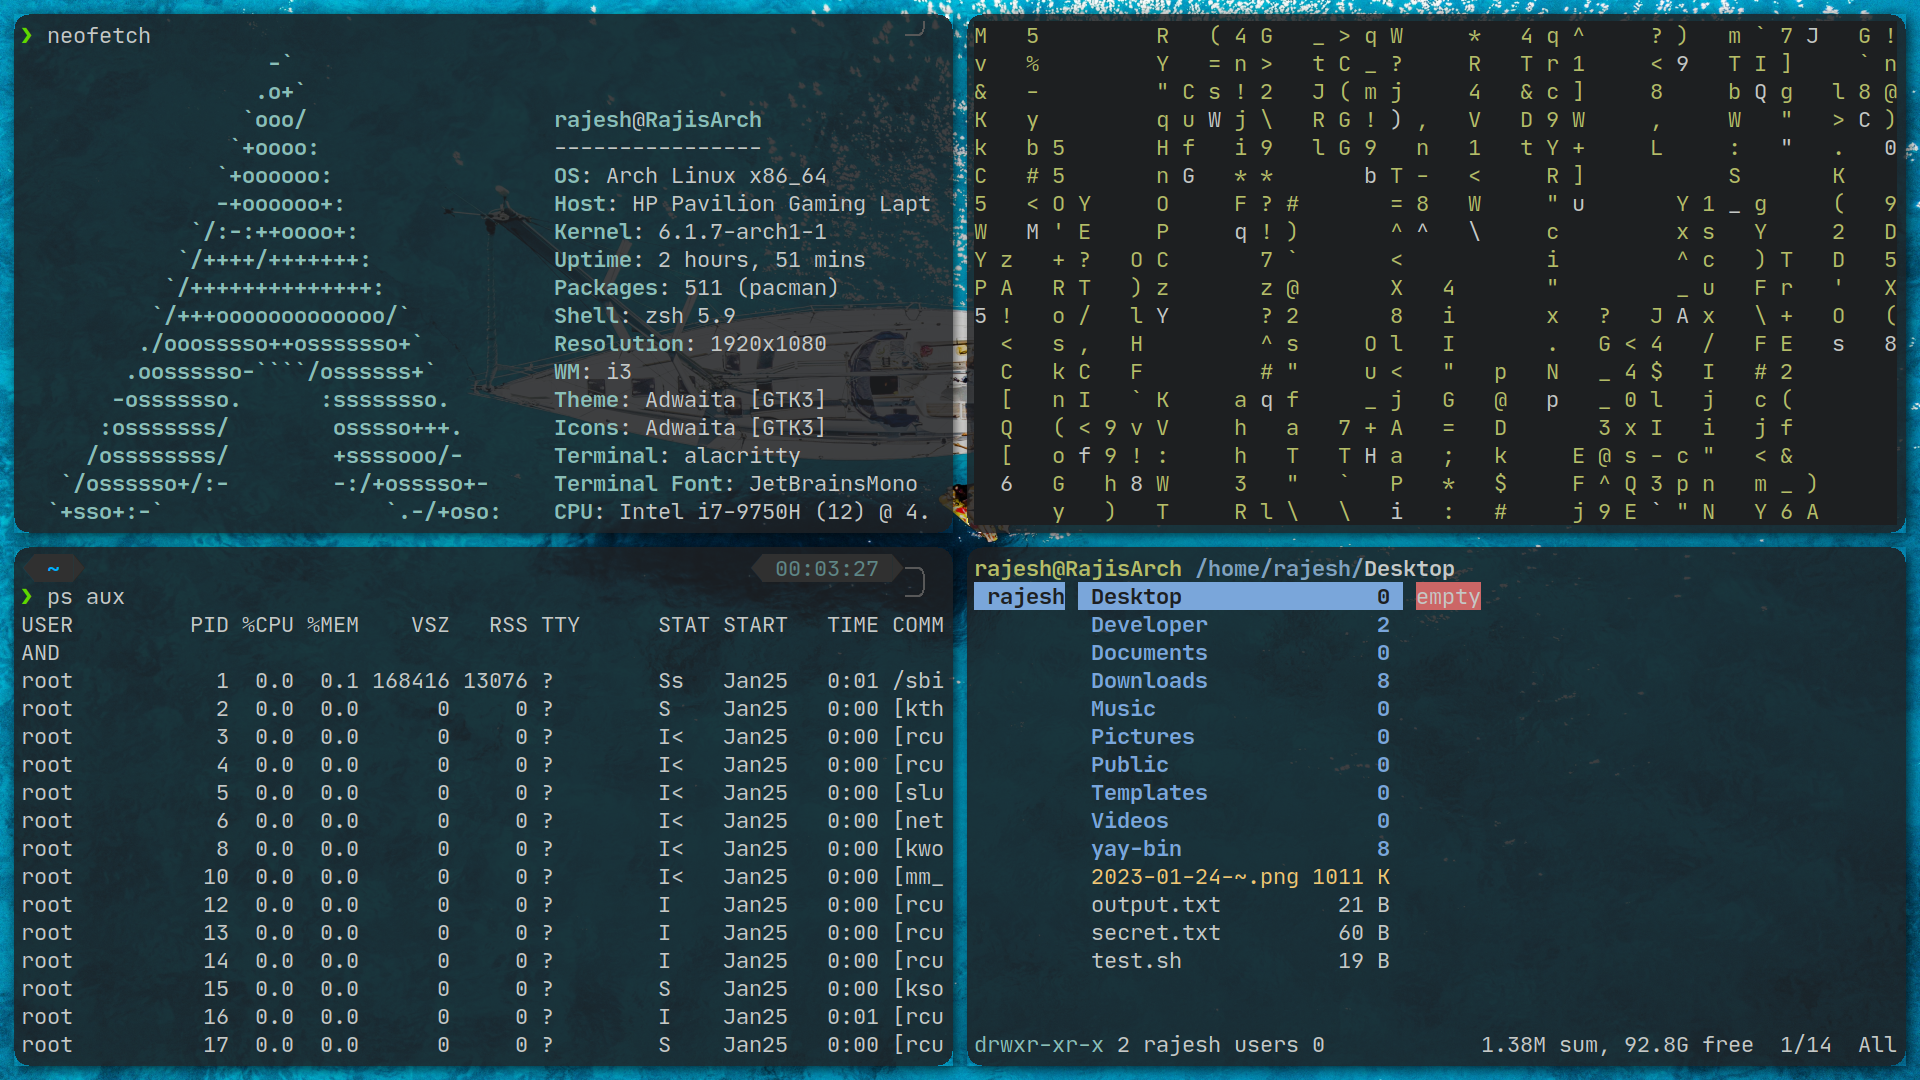 ❯ neofetch
-`
.o+`
`ooo/
`+oooo:
`+oooooo:
-+oooooo+:
`/:-:++oooo+:
`/++++/+++++++:
`/++++++++++++++:
`/+++ooooooooooooo/`
./ooosssso++osssssso+`
.oossssso-````/ossssss+`
-osssssso.      :ssssssso.
:osssssss/        osssso+++.
/ossssssss/        +ssssooo/-
`/ossssso+/:-        -:/+osssso+-
`+sso+:-`                 `.-/+oso:
rajesh@RajisArch
----------------
OS: Arch Linux x86_64
Host: HP Pavilion Gaming Lapt
Kernel: 6.1.7-arch1-1
Uptime: 2 hours, 51 mins
Packages: 511 (pacman)
Shell: zsh 5.9
Resolution: 1920x1080
WM: i3
Theme: Adwaita [GTK3]
Icons: Adwaita [GTK3]
Terminal: alacritty
Terminal Font: JetBrainsMono
CPU: Intel i7-9750H (12) @ 4.
M 5 R ( 4 G _ > q W * 4 q ^ ? ) m ` 7 J G !
v % Y = n > t C _ ? R T r 1 < 9 T I ] ` n
& - " C s ! 2 J ( m j 4 & c ] 8 b Q g l 8 @
K y q u W j \ R G ! ) , V D 9 W , W " > C )
k b 5 H f i 9 l G 9 n 1 t Y + L : " . 0
C # 5 n G * * b T - < R ] S K
5 < O Y O F ? # = 8 W " u Y 1 _ g ( 9
W M ' E P q ! ) ^ ^ \ c x s Y 2 D
Y z + ? O C 7 ` < i ^ c ) T D 5
P A R T ) z z @ X 4 " _ u F r ' X
5 ! o / l Y ? 2 8 i x ? J A x \ + O (
< s , H ^ s O l I . G < 4 / F E s 8
C k C F # " u < " p N _ 4 $ I # 2
[ n I ` K a q f _ j G @ p _ 0 l j c (
Q ( < 9 v V h a 7 + A = D 3 x I i j f
[ o f 9 ! : h T T H a ; k E @ s - c " < &
6 G h 8 W 3 " ` P * $ F ^ Q 3 p n m _ )
y ) T R l \ \ i : # j 9 E ` " N Y 6 A
~ 00:03:27
❯ ps aux
USER         PID %CPU %MEM    VSZ   RSS TTY      STAT START   TIME COMM
AND
root           1  0.0  0.1 168416 13076 ?        Ss   Jan25   0:01 /sbi
root           2  0.0  0.0      0     0 ?        S    Jan25   0:00 [kth
root           3  0.0  0.0      0     0 ?        I<   Jan25   0:00 [rcu
root           4  0.0  0.0      0     0 ?        I<   Jan25   0:00 [rcu
root           5  0.0  0.0      0     0 ?        I<   Jan25   0:00 [slu
root           6  0.0  0.0      0     0 ?        I<   Jan25   0:00 [net
root           8  0.0  0.0      0     0 ?        I<   Jan25   0:00 [kwo
root          10  0.0  0.0      0     0 ?        I<   Jan25   0:00 [mm_
root          12  0.0  0.0      0     0 ?        I    Jan25   0:00 [rcu
root          13  0.0  0.0      0     0 ?        I    Jan25   0:00 [rcu
root          14  0.0  0.0      0     0 ?        I    Jan25   0:00 [rcu
root          15  0.0  0.0      0     0 ?        S    Jan25   0:00 [kso
root          16  0.0  0.0      0     0 ?        I    Jan25   0:01 [rcu
root          17  0.0  0.0      0     0 ?        S    Jan25   0:00 [rcu
rajesh@RajisArch /home/rajesh/Desktop
rajesh Desktop 0 empty
Developer 2
Documents 0
Downloads 8
Music 0
Pictures 0
Public 0
Templates 0
Videos 0
yay-bin 8
2023-01-24-~.png 1011 K
output.txt 21 B
secret.txt 60 B
test.sh 19 B
drwxr-xr-x 2 rajesh users 0 1.38M sum, 92.8G free 1/14 All